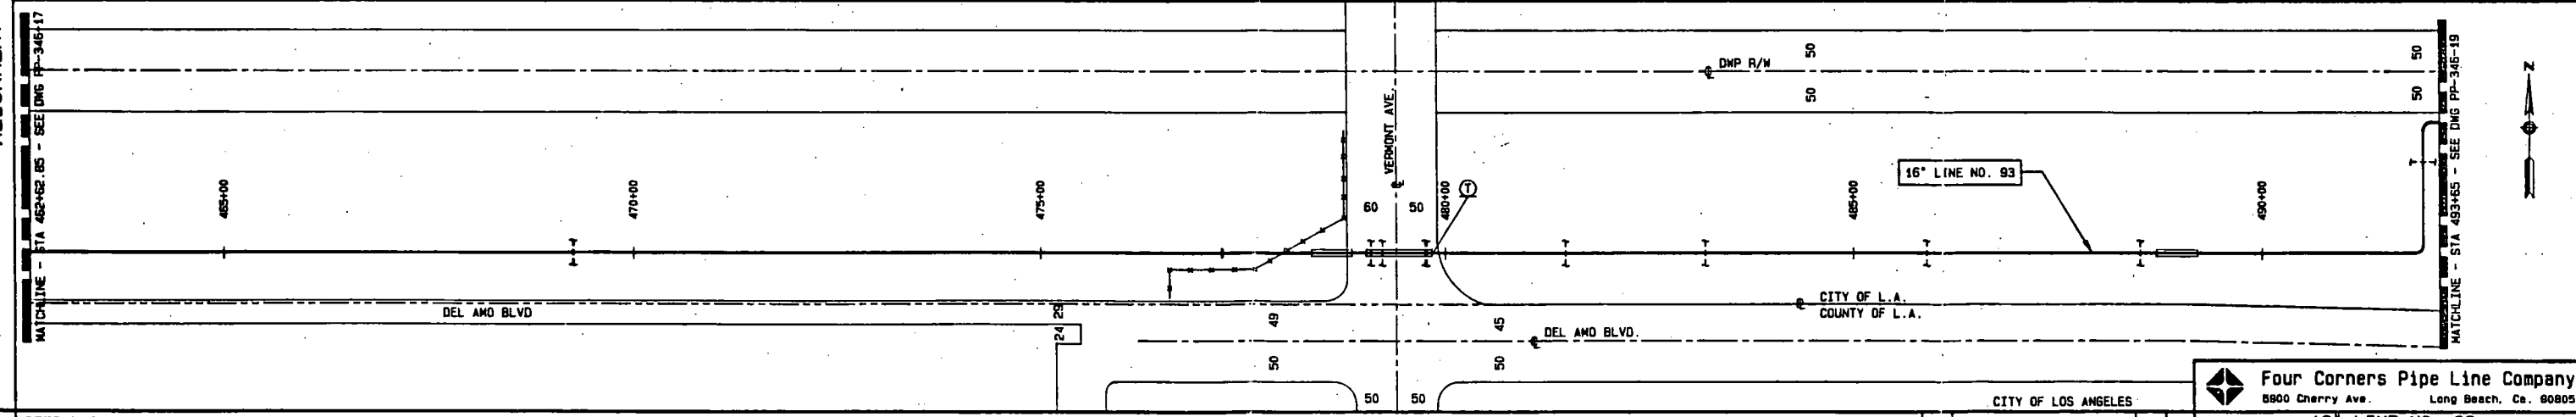 MATCHLINE - STA 462+62.85 - SEE DWG PP-346-17
465+00
470+00
475+00
480+00
485+00
490+00
VERMONT AVE.
DWP R/W
50
50
50
50
60
50
T
16" LINE NO. 93
MATCHLINE - STA 493+65 - SEE DWG PP-346-19
N
DEL AMO BLVD
29
24
49
50
45
50
DEL AMO BLVD.
CITY OF L.A.
COUNTY OF L.A.
50
50
CITY OF LOS ANGELES
Four Corners Pipe Line Company
5900 Cherry Ave. Long Beach, Ca. 90805